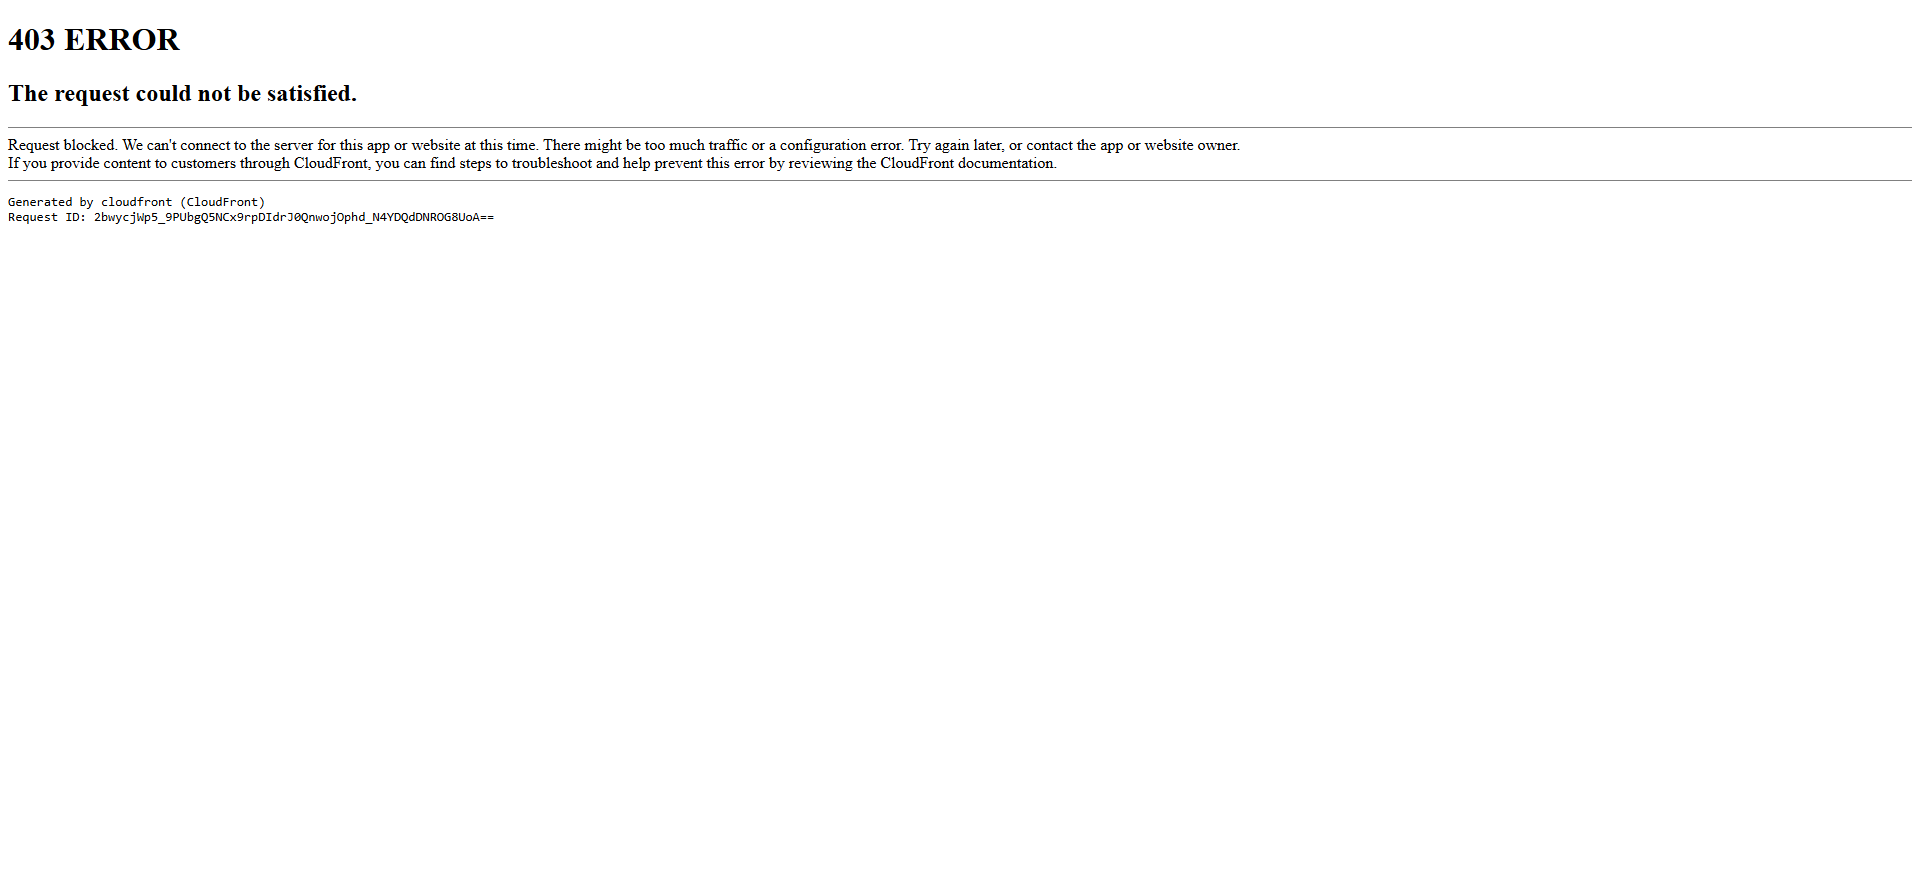 403 ERROR
The request could not be satisfied.
Request blocked. We can't connect to the server for this app or website at this time. There might be too much traffic or a configuration error. Try again later, or contact the app or website owner.
If you provide content to customers through CloudFront, you can find steps to troubleshoot and help prevent this error by reviewing the CloudFront documentation.
Generated by cloudfront (CloudFront)
Request ID: 2bwycjWp5_9PUbgQ5NCx9rpDIdrJ0QnwojOphd_N4YDQdDNROG8UoA==